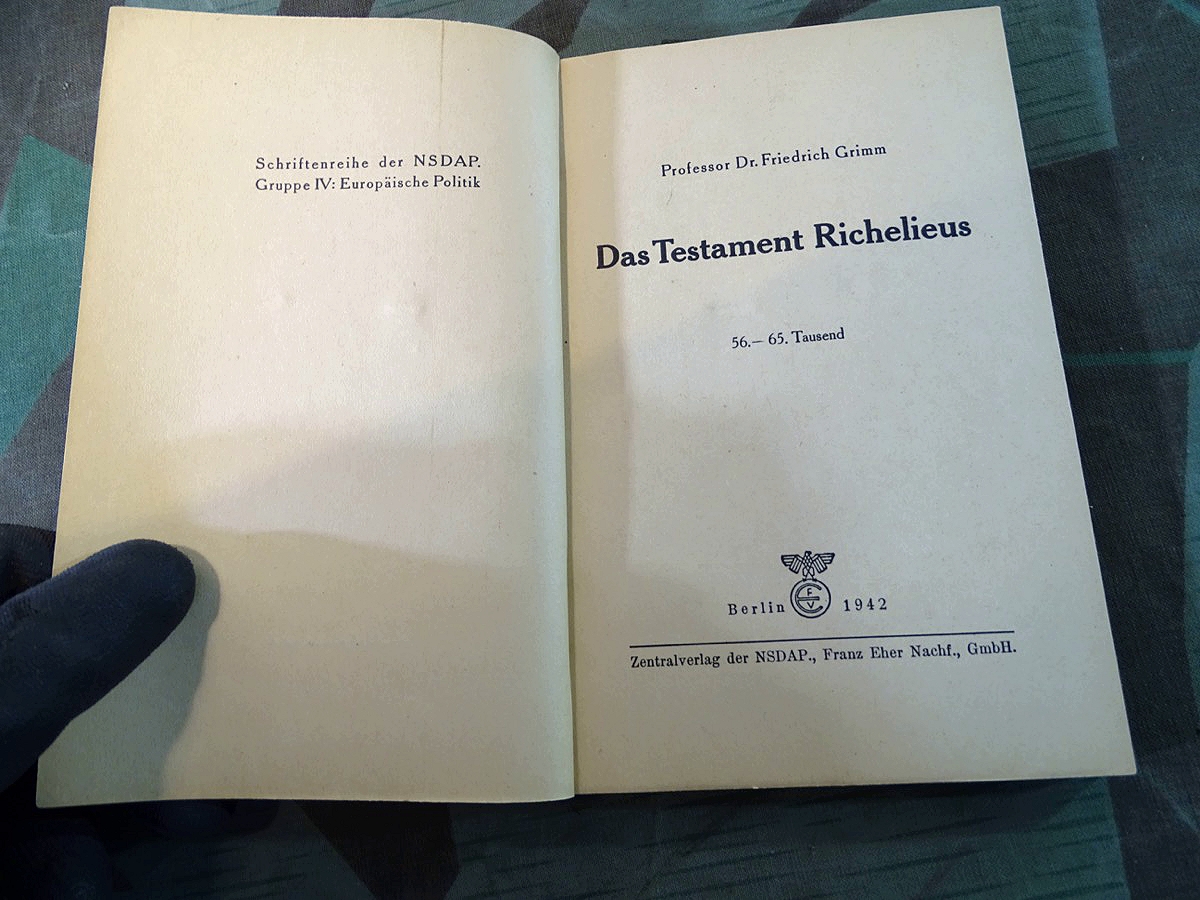 Schriftenreihe der NSDAP.
Gruppe IV: Europäische Politik
Professor Dr. Friedrich Grimm
Das Testament Richelieus
56.— 65. Tausend
F
E
V
Berlin 1942
Zentralverlag der NSDAP., Franz Eher Nachf., GmbH.